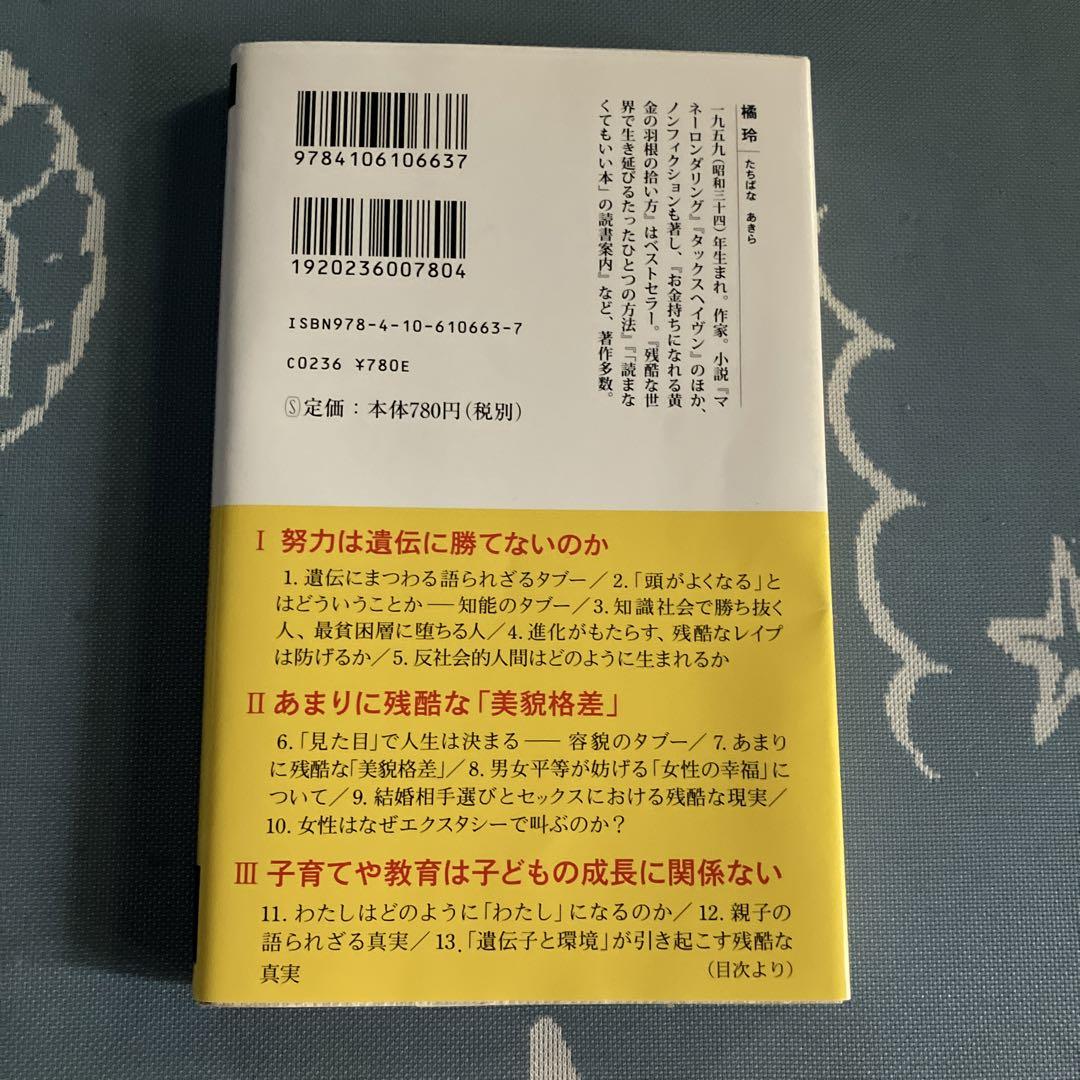 9784106106637
1920236007804
ISBN978-4-10-610663-7
C0236 ¥780E
Ⓢ定価：本体780円(税別)
橘 玲 たちばな あきら
一九五九(昭和三十四)年生まれ。作家。小説『マ
ネーロンダリング』『タックスヘイヴン』のほか、
ノンフィクションも著し、『お金持ちになれる黄
金の羽根の拾い方』はベストセラー。『残酷な世
界で生き延びるたったひとつの方法』『「読まな
くてもいい本」の読書案内』など、著作多数。
Ⅰ 努力は遺伝に勝てないのか
1. 遺伝にまつわる語られざるタブー／2.「頭がよくなる」と
はどういうことか──知能のタブー／3. 知識社会で勝ち抜く
人、最貧困層に堕ちる人／4. 進化がもたらす、残酷なレイプ
は防げるか／5. 反社会的人間はどのように生まれるか
Ⅱ あまりに残酷な「美貌格差」
6.「見た目」で人生は決まる──容貌のタブー／7. あまり
に残酷な「美貌格差」／8. 男女平等が妨げる「女性の幸福」に
ついて／9. 結婚相手選びとセックスにおける残酷な現実／
10. 女性はなぜエクスタシーで叫ぶのか？
Ⅲ 子育てや教育は子どもの成長に関係ない
11. わたしはどのように「わたし」になるのか／12. 親子の
語られざる真実／13.「遺伝子と環境」が引き起こす残酷な
真実 (目次より)